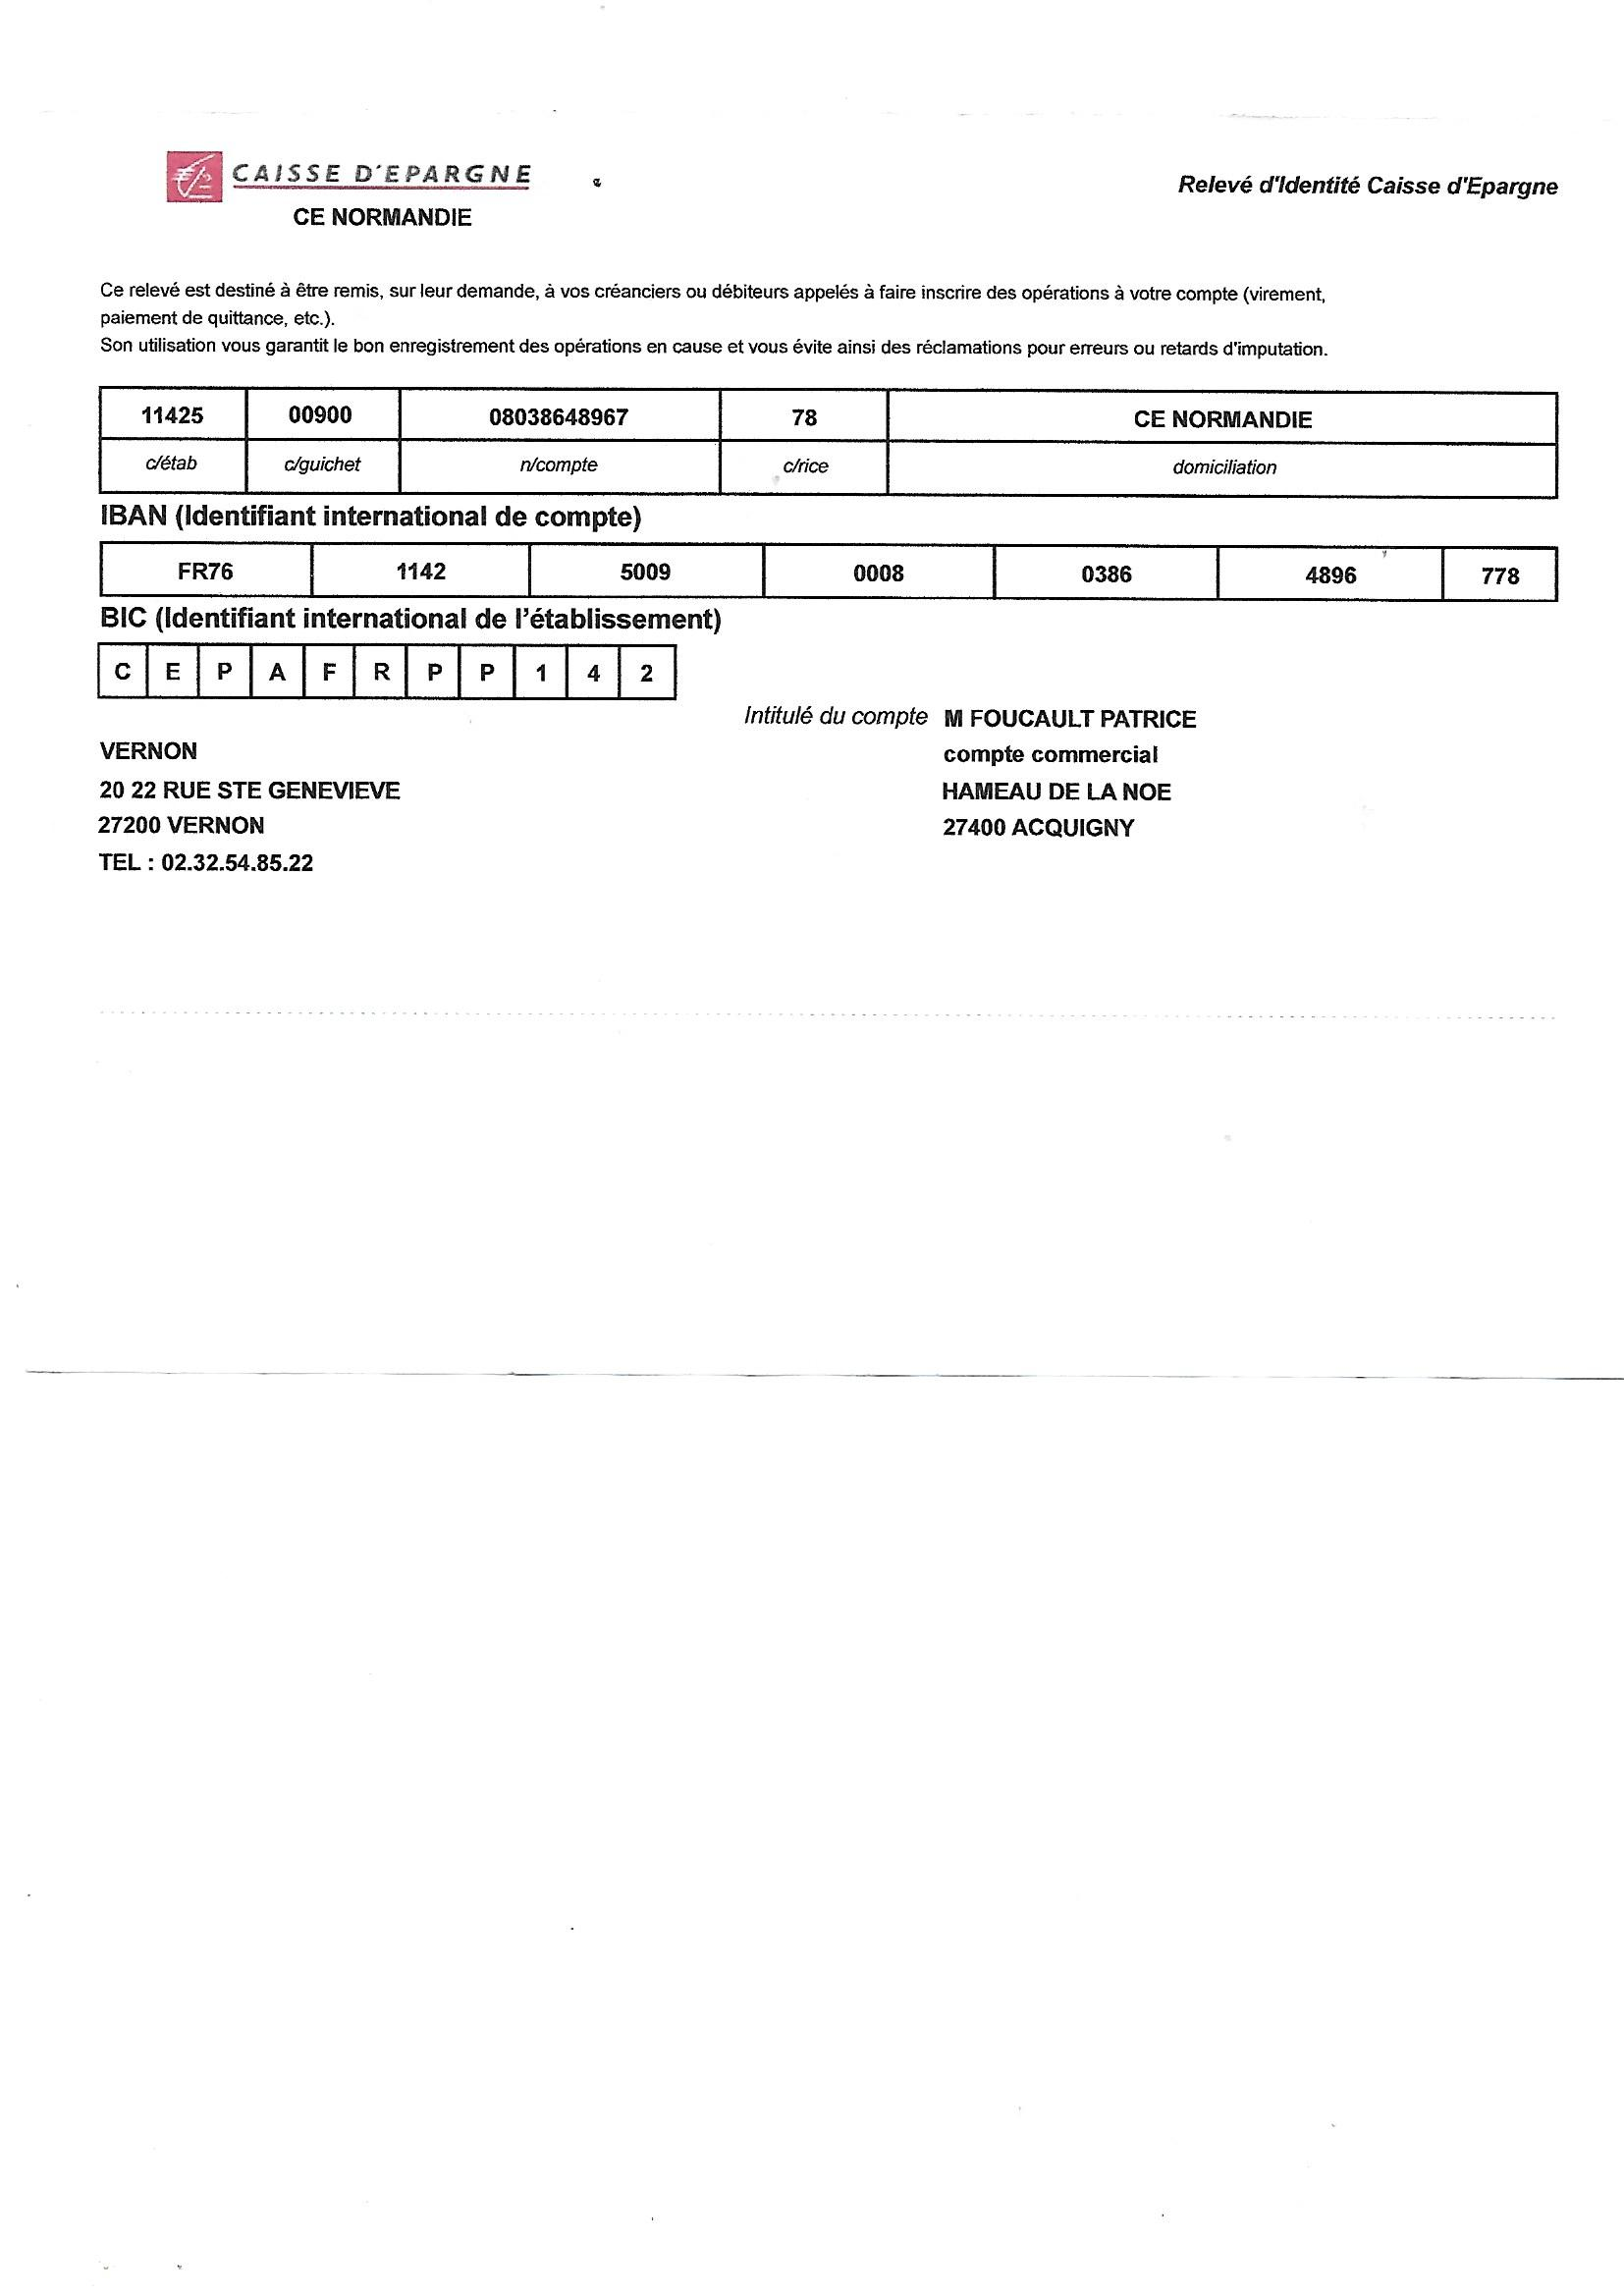 CAISSE D'EPARGNE
CE NORMANDIE
Relevé d'Identité Caisse d'Epargne
Ce relevé est destiné à être remis, sur leur demande, à vos créanciers ou débiteurs appelés à faire inscrire des opérations à votre compte (virement,
paiement de quittance, etc.).
Son utilisation vous garantit le bon enregistrement des opérations en cause et vous évite ainsi des réclamations pour erreurs ou retards d'imputation.
11425 00900 08038648967 78 CE NORMANDIE
c/étab c/guichet n/compte c/rice domiciliation
IBAN (Identifiant international de compte)
FR76 1142 5009 0008 0386 4896 778
BIC (Identifiant international de l'établissement)
C E P A F R P P 1 4 2
Intitulé du compte M FOUCAULT PATRICE
compte commercial
HAMEAU DE LA NOE
27400 ACQUIGNY
VERNON
20 22 RUE STE GENEVIEVE
27200 VERNON
TEL : 02.32.54.85.22